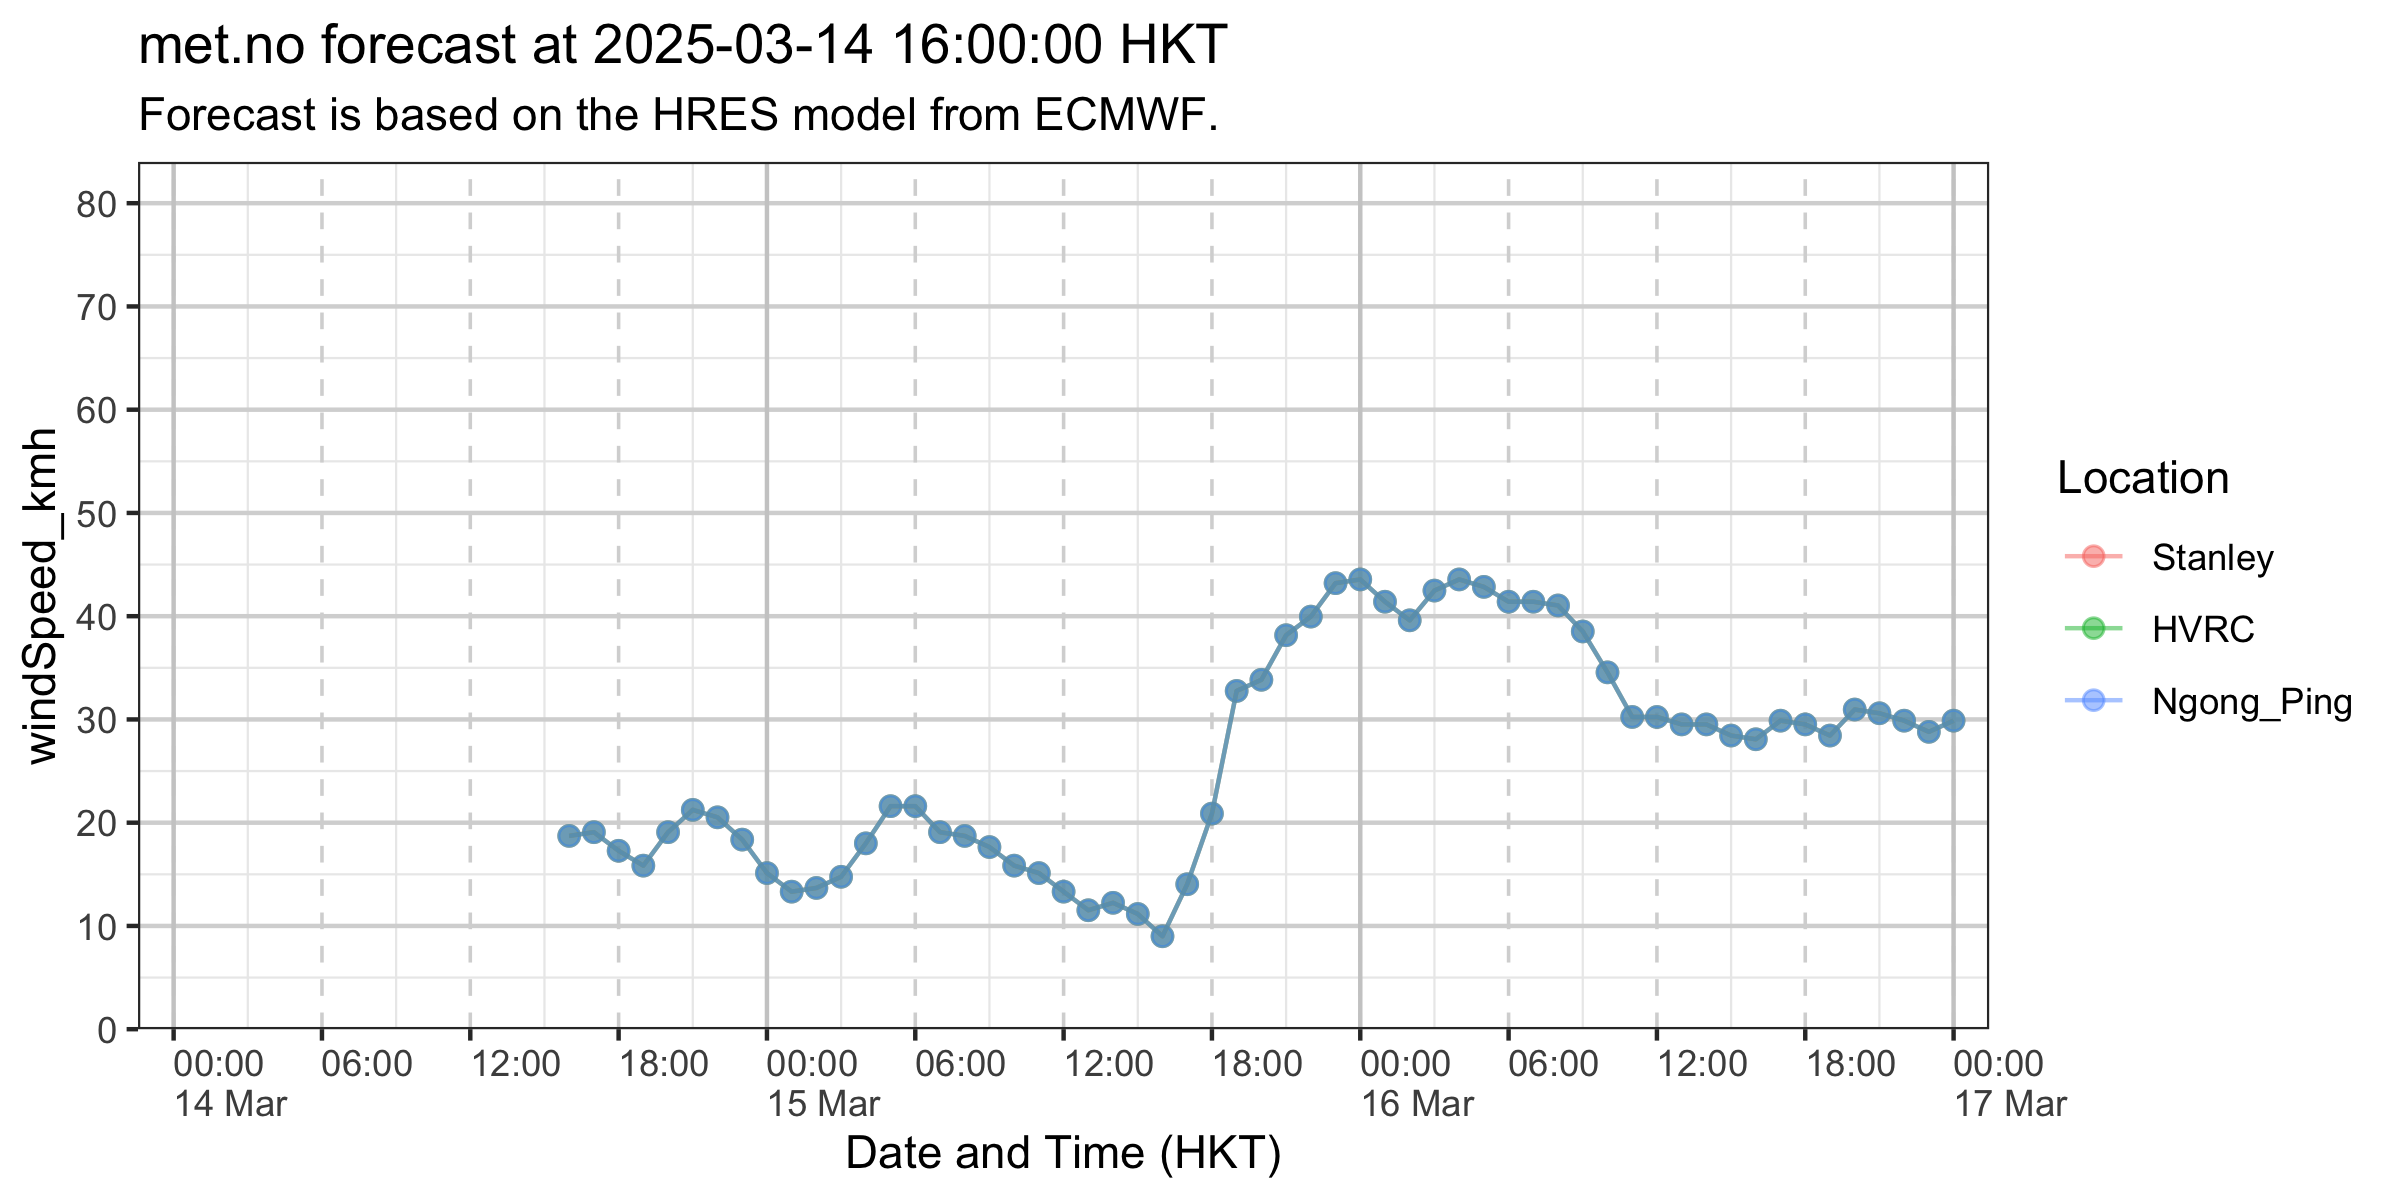 met.no forecast at 2025-03-14 16:00:00 HKT
Forecast is based on the HRES model from ECMWF.
windSpeed_kmh
80
70
60
50
40
30
20
10
0
00:00 06:00 12:00 18:00 00:00 06:00 12:00 18:00 00:00 06:00 12:00 18:00 00:00
14 Mar 15 Mar 16 Mar 17 Mar
Date and Time (HKT)
Location
Stanley
HVRC
Ngong_Ping